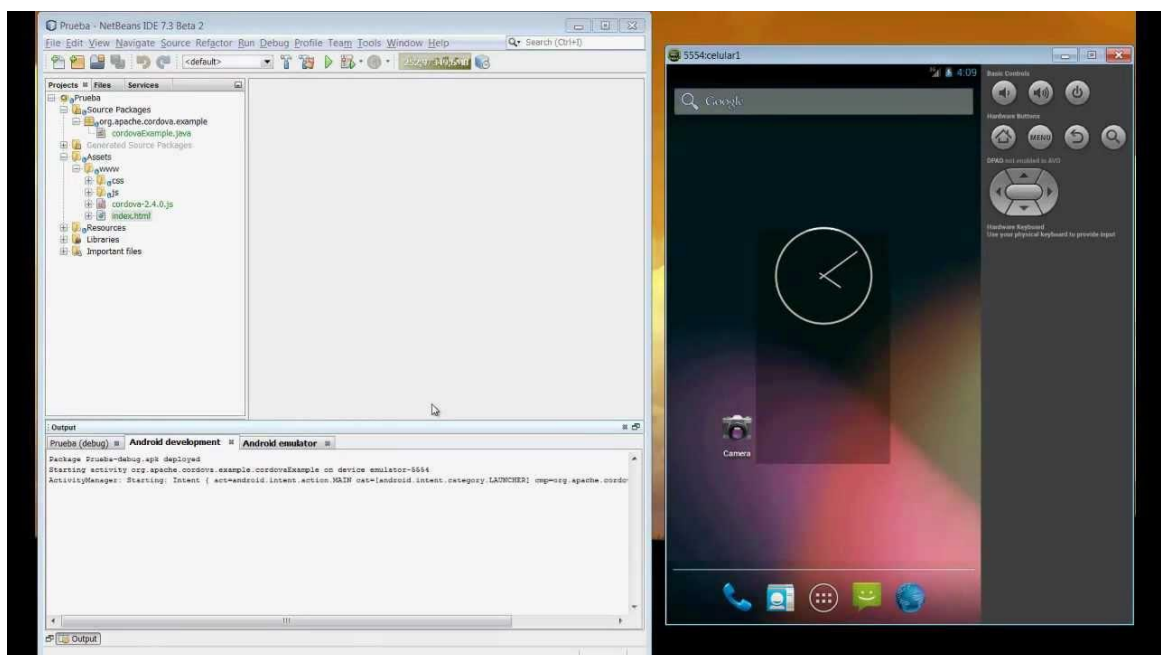 Prueba - NetBeans IDE 7.3 Beta 2
File Edit View Navigate Source Refactor Run Debug Profile Team Tools Window Help
Search (Ctrl+I)
<default>
Projects Files Services
Prueba
Source Packages
org.apache.cordova.example
cordovaExample.java
Generated Source Packages
Assets
www
css
js
cordova-2.4.0.js
index.html
Resources
Libraries
Important files
Output
Prueba (debug) Android development Android emulator
Package Prueba-debug.apk deployed
Starting activity org.apache.cordova.example.cordovaExample on device emulator-5554
ActivityManager: Starting: Intent { act=android.intent.action.MAIN cat=[android.intent.category.LAUNCHER] cmp=org.apache.cordo
Output
5554:celular1
4:09
Google
Camera
Basic Controls
Hardware Buttons
MENU
DPAD not enabled in AVD
Hardware Keyboard
Use your physical keyboard to provide input